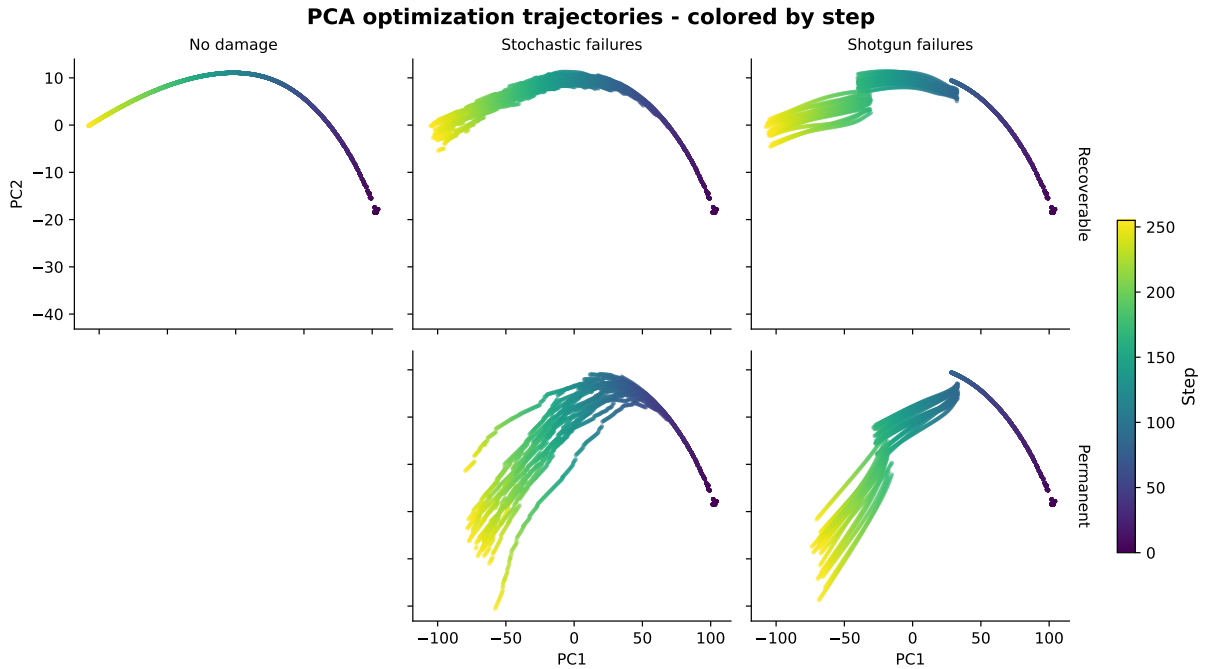 PCA optimization trajectories - colored by step
No damage
Stochastic failures
Shotgun failures
PC2
10
0
−10
−20
−30
−40
Recoverable
Permanent
−100
−50
0
50
100
PC1
−100
−50
0
50
100
PC1
250
200
150
100
50
0
Step